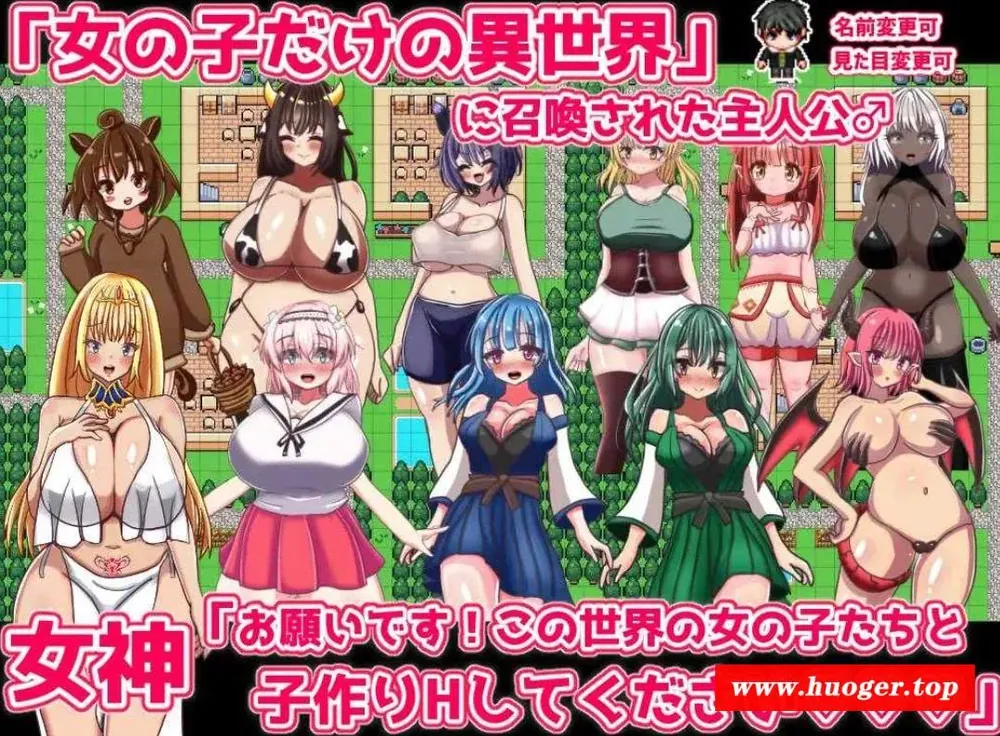 「女の子だけの異世界」
名前変更可
見た目変更可
に召喚された主人公♂
女神
「お願いです！この世界の女の子たちと
子作りHしてくださ
」
www.huoger.top